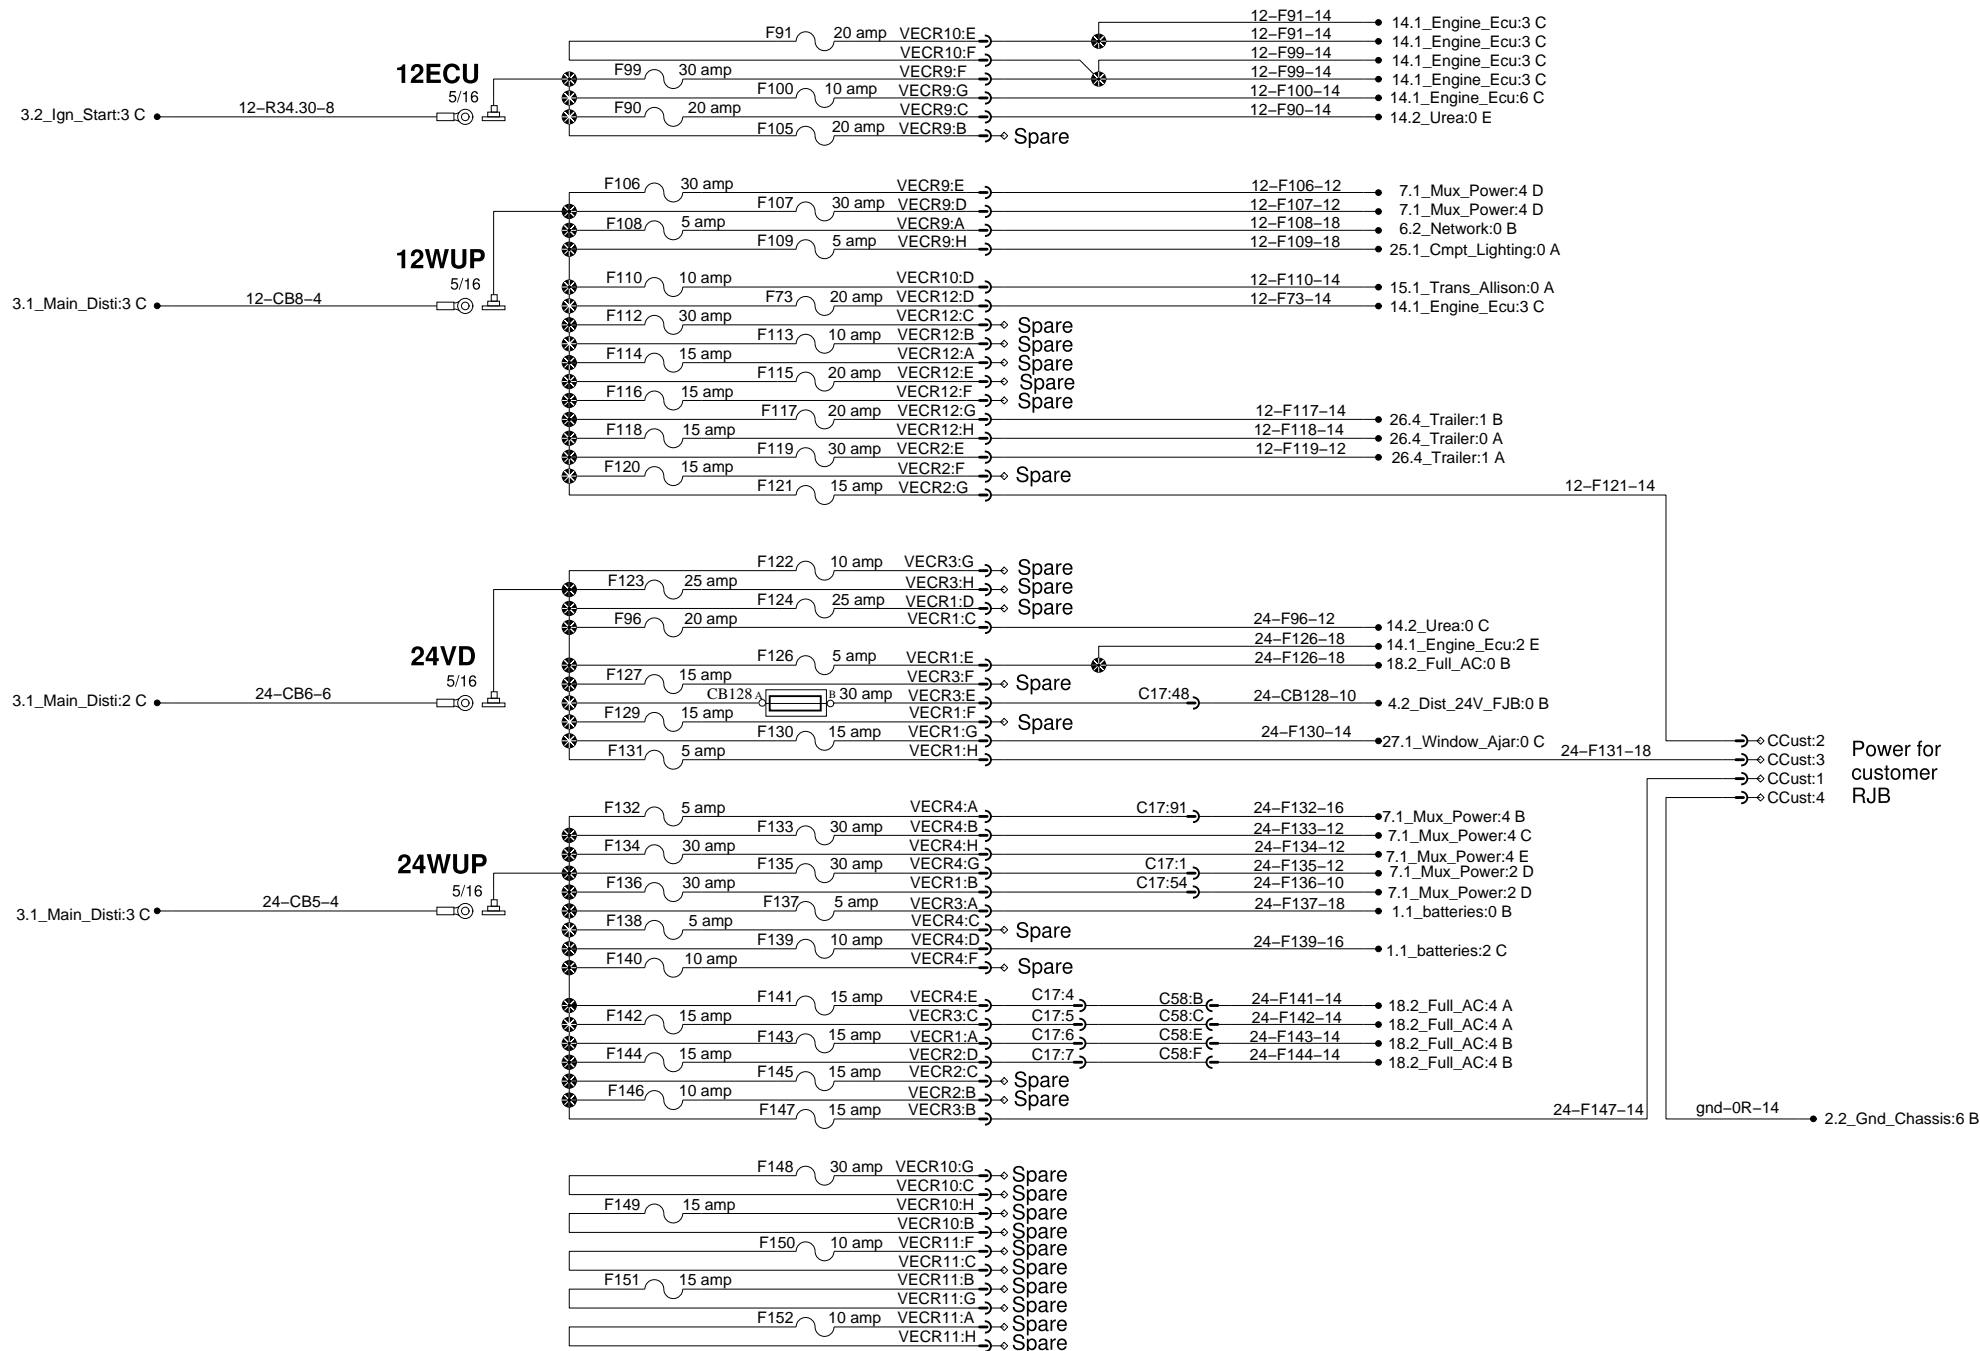 F91 20 amp VECR10:E 12–F91–14 14.1_Engine_Ecu:3 C
12–F91–14 14.1_Engine_Ecu:3 C
VECR10:F 12–F99–14 14.1_Engine_Ecu:3 C
12ECU F99 30 amp VECR9:F 12–F99–14 14.1_Engine_Ecu:3 C
5/16 F100 10 amp VECR9:G 12–F100–14 14.1_Engine_Ecu:6 C
3.2_Ign_Start:3 C 12–R34.30–8 F90 20 amp VECR9:C 12–F90–14 14.2_Urea:0 E
F105 20 amp VECR9:B Spare
F106 30 amp VECR9:E 12–F106–12 7.1_Mux_Power:4 D
F107 30 amp VECR9:D 12–F107–12 7.1_Mux_Power:4 D
F108 5 amp VECR9:A 12–F108–18 6.2_Network:0 B
12WUP F109 5 amp VECR9:H 12–F109–18 25.1_Cmpt_Lighting:0 A
5/16 F110 10 amp VECR10:D 12–F110–14 15.1_Trans_Allison:0 A
3.1_Main_Disti:3 C 12–CB8–4 F73 20 amp VECR12:D 12–F73–14 14.1_Engine_Ecu:3 C
F112 30 amp VECR12:C Spare
F113 10 amp VECR12:B Spare
F114 15 amp VECR12:A Spare
F115 20 amp VECR12:E Spare
F116 15 amp VECR12:F Spare
F117 20 amp VECR12:G 12–F117–14 26.4_Trailer:1 B
F118 15 amp VECR12:H 12–F118–14 26.4_Trailer:0 A
F119 30 amp VECR2:E 12–F119–12 26.4_Trailer:1 A
F120 15 amp VECR2:F Spare
F121 15 amp VECR2:G 12–F121–14
F122 10 amp VECR3:G Spare
F123 25 amp VECR3:H Spare
F124 25 amp VECR1:D Spare
F96 20 amp VECR1:C 24–F96–12 14.2_Urea:0 C
24–F126–18 14.1_Engine_Ecu:2 E
24VD F126 5 amp VECR1:E 24–F126–18 18.2_Full_AC:0 B
5/16 F127 15 amp VECR3:F Spare
3.1_Main_Disti:2 C 24–CB6–6 CB128 A B 30 amp VECR3:E C17:48 24–CB128–10 4.2_Dist_24V_FJB:0 B
F129 15 amp VECR1:F Spare
F130 15 amp VECR1:G 24–F130–14 27.1_Window_Ajar:0 C
F131 5 amp VECR1:H 24–F131–18
CCust:2
CCust:3
CCust:1
CCust:4
Power for
customer
RJB
F132 5 amp VECR4:A C17:91 24–F132–16 7.1_Mux_Power:4 B
F133 30 amp VECR4:B 24–F133–12 7.1_Mux_Power:4 C
F134 30 amp VECR4:H 24–F134–12 7.1_Mux_Power:4 E
24WUP F135 30 amp VECR4:G C17:1 24–F135–12 7.1_Mux_Power:2 D
5/16 F136 30 amp VECR1:B C17:54 24–F136–10 7.1_Mux_Power:2 D
3.1_Main_Disti:3 C 24–CB5–4 F137 5 amp VECR3:A 24–F137–18 1.1_batteries:0 B
F138 5 amp VECR4:C Spare
F139 10 amp VECR4:D 24–F139–16 1.1_batteries:2 C
F140 10 amp VECR4:F Spare
F141 15 amp VECR4:E C17:4 C58:B 24–F141–14 18.2_Full_AC:4 A
F142 15 amp VECR3:C C17:5 C58:C 24–F142–14 18.2_Full_AC:4 A
F143 15 amp VECR1:A C17:6 C58:E 24–F143–14 18.2_Full_AC:4 B
F144 15 amp VECR2:D C17:7 C58:F 24–F144–14 18.2_Full_AC:4 B
F145 15 amp VECR2:C Spare
F146 10 amp VECR2:B Spare
F147 15 amp VECR3:B 24–F147–14 gnd–0R–14 2.2_Gnd_Chassis:6 B
F148 30 amp VECR10:G Spare
VECR10:C Spare
F149 15 amp VECR10:H Spare
VECR10:B Spare
F150 10 amp VECR11:F Spare
VECR11:C Spare
F151 15 amp VECR11:B Spare
VECR11:G Spare
F152 10 amp VECR11:A Spare
VECR11:H Spare